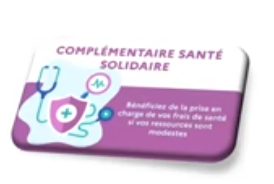 COMPLÉMENTAIRE SANTÉ
SOLIDAIRE
Bénéficiez de la prise en
charge de vos frais de santé
si vos ressources sont
modestes